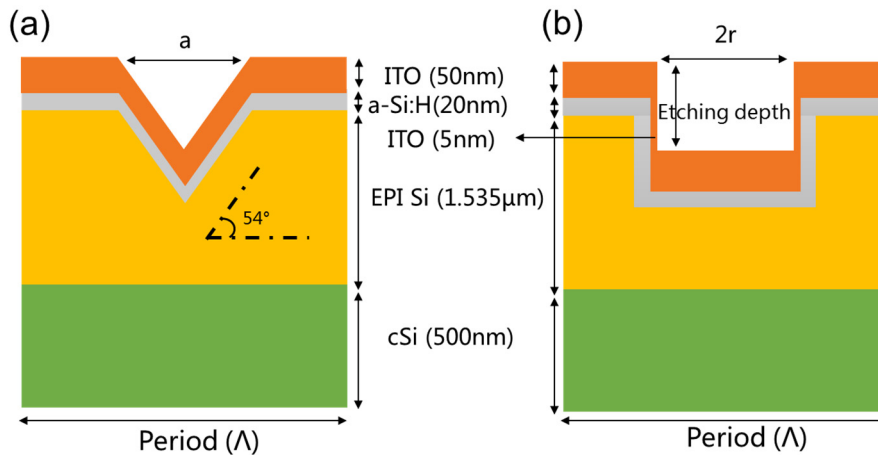 (a)
a
(b)
2r
ITO (50nm)
a-Si:H(20nm)
Etching depth
ITO (5nm)
EPI Si (1.535μm)
54°
cSi (500nm)
Period (Λ)
Period (Λ)